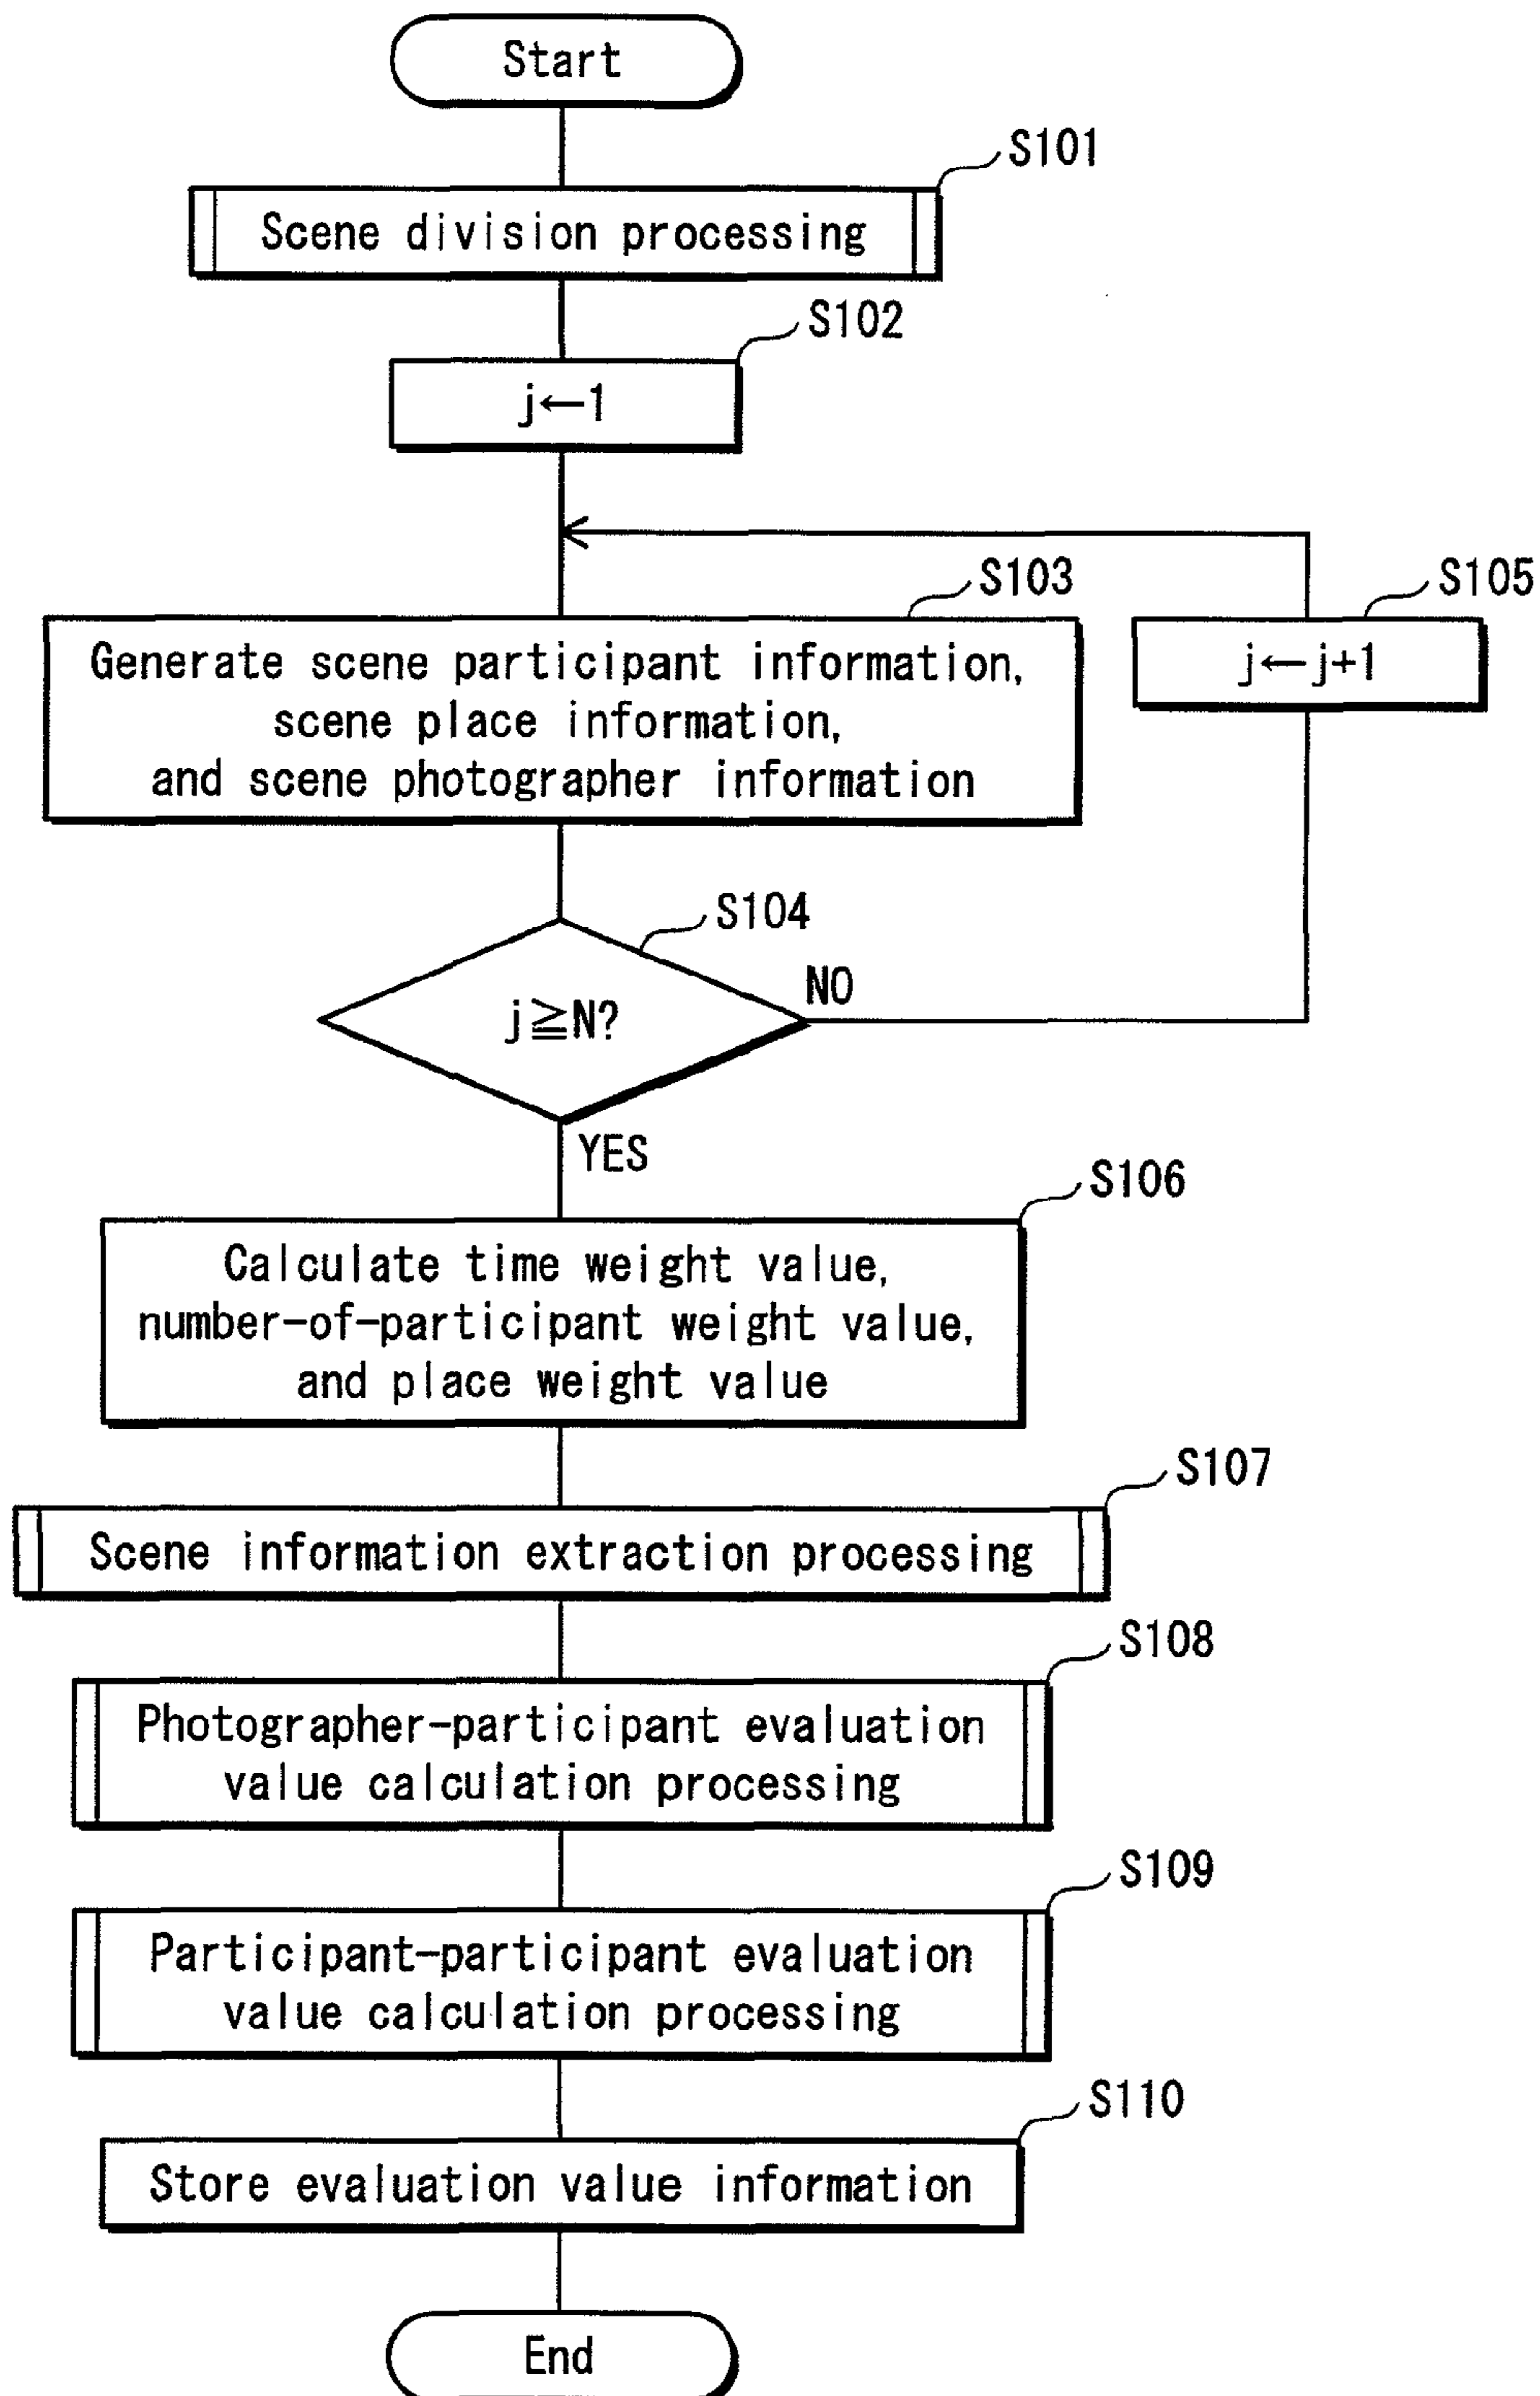 Start
S101
Scene division processing
S102
j←1
S103
Generate scene participant information,
scene place information,
and scene photographer information
S105
j←j+1
S104
j≧N?
NO
YES
S106
Calculate time weight value,
number-of-participant weight value,
and place weight value
S107
Scene information extraction processing
S108
Photographer-participant evaluation
value calculation processing
S109
Participant-participant evaluation
value calculation processing
S110
Store evaluation value information
End